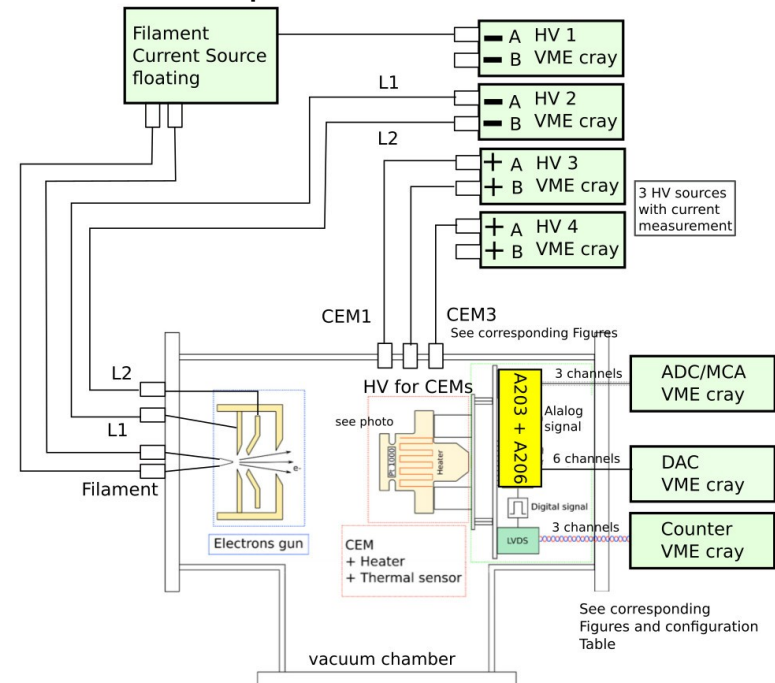 Filament
Current Source
floating
A HV 1
B VME cray
L1
A HV 2
B VME cray
L2
+ A HV 3
+ B VME cray
3 HV sources
with current
measurement
+ A HV 4
B VME cray
CEM1
CEM3
See corresponding Figures
HV for CEMs
see photo
L2
L1
Filament
e-
Electrons gun
Heater
CEM
+ Heater
+ Thermal sensor
A203 + A206
Alalog
signal
Digital signal
LVDS
3 channels
ADC/MCA
VME cray
6 channels
DAC
VME cray
3 channels
Counter
VME cray
See corresponding
Figures and configuration
Table
vacuum chamber